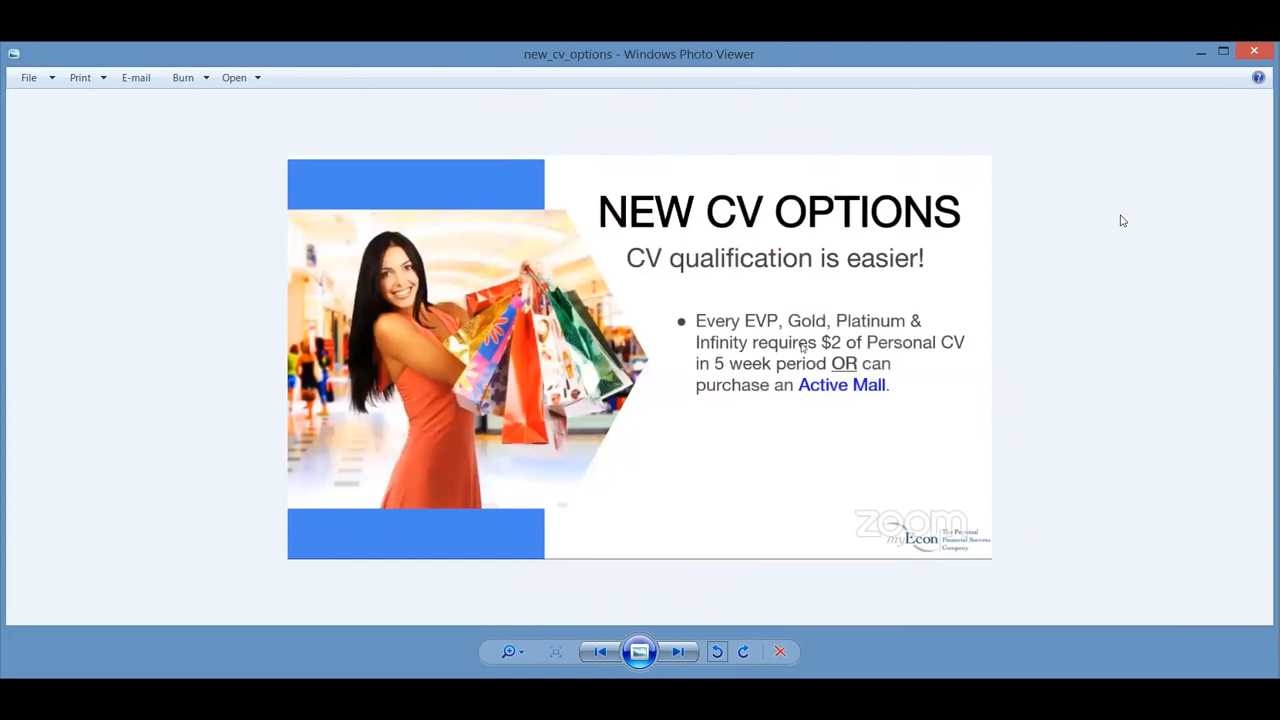 new_cv_options - Windows Photo Viewer
File Print E-mail Burn Open
NEW CV OPTIONS
CV qualification is easier!
● Every EVP, Gold, Platinum &
Infinity requires $2 of Personal CV
in 5 week period OR can
purchase an Active Mall.
zoom
myEcon
The Personal
Financial Success
Company